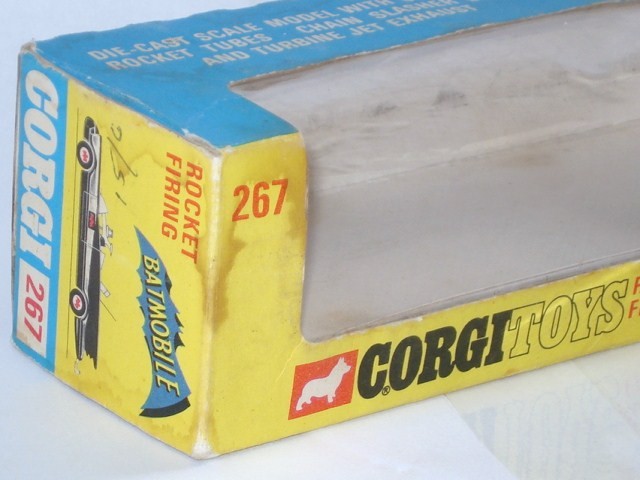 DIE-CAST SCALE MODEL WITH
ROCKET TUBES · CHAIN SLASHER
AND TURBINE JET EXHAUST
CORGI 267
ROCKET
FIRING
BATMOBILE
267
CORGI TOYS
®